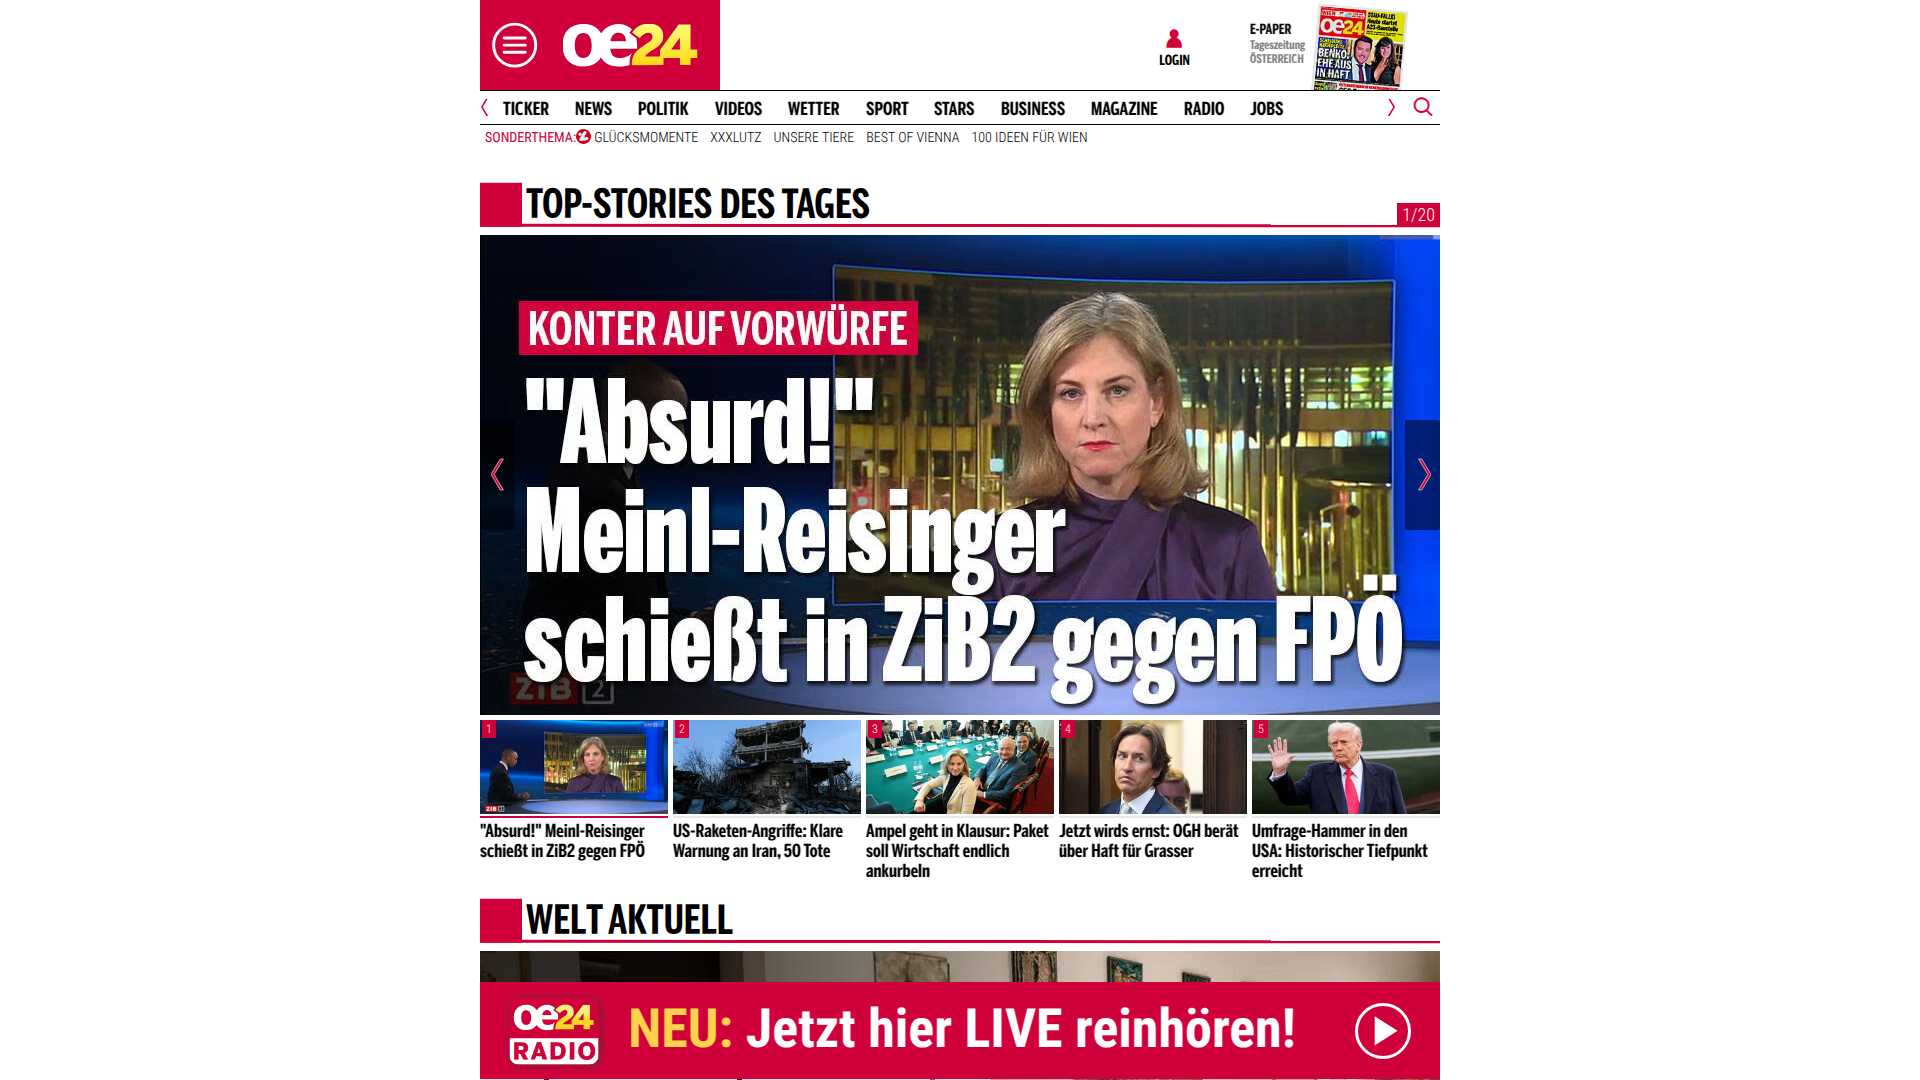 oe24
LOGIN
E-PAPER
Tageszeitung
ÖSTERREICH
oe24
BENKO:
EHE AUS
IN HAFT
TICKER NEWS POLITIK VIDEOS WETTER SPORT STARS BUSINESS MAGAZINE RADIO JOBS
SONDERTHEMA: GLÜCKSMOMENTE XXXLUTZ UNSERE TIERE BEST OF VIENNA 100 IDEEN FÜR WIEN
TOP-STORIES DES TAGES
1/20
KONTER AUF VORWÜRFE
"Absurd!"
Meinl-Reisinger
schießt in ZiB2 gegen FPÖ
ZIB 2
1
"Absurd!" Meinl-Reisinger
schießt in ZiB2 gegen FPÖ
2
US-Raketen-Angriffe: Klare
Warnung an Iran, 50 Tote
3
Ampel geht in Klausur: Paket
soll Wirtschaft endlich
ankurbeln
4
Jetzt wirds ernst: OGH berät
über Haft für Grasser
5
Umfrage-Hammer in den
USA: Historischer Tiefpunkt
erreicht
WELT AKTUELL
oe24
RADIO
NEU: Jetzt hier LIVE reinhören!